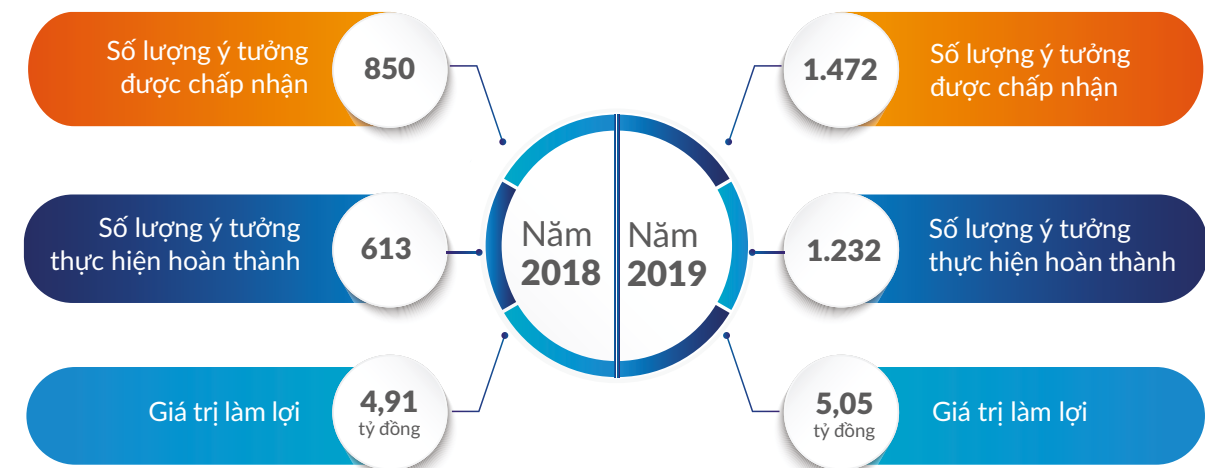 Số lượng ý tưởng
được chấp nhận
850
Số lượng ý tưởng
thực hiện hoàn thành
613
Giá trị làm lợi
4,91
tỷ đồng
Năm
2018
Năm
2019
1.472
Số lượng ý tưởng
được chấp nhận
1.232
Số lượng ý tưởng
thực hiện hoàn thành
5,05
tỷ đồng
Giá trị làm lợi